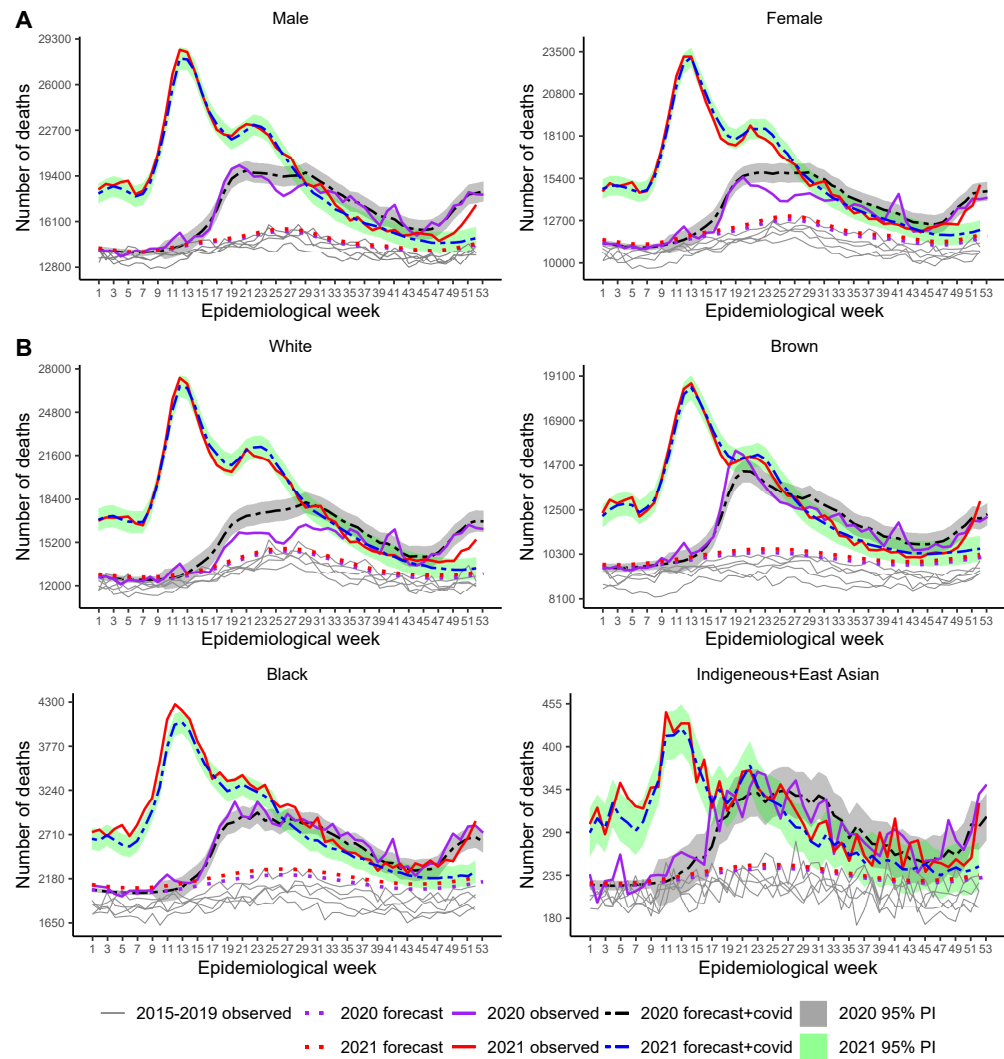 A
Male
Female
Number of deaths
29300
26000
22700
19400
16100
12800
1 3 5 7 9 11 13 15 17 19 21 23 25 27 29 31 33 35 37 39 41 43 45 47 49 51 53
Epidemiological week
Number of deaths
23500
20800
18100
15400
12700
10000
1 3 5 7 9 11 13 15 17 19 21 23 25 27 29 31 33 35 37 39 41 43 45 47 49 51 53
Epidemiological week
B
White
Brown
Number of deaths
28000
24800
21600
18400
15200
12000
1 3 5 7 9 11 13 15 17 19 21 23 25 27 29 31 33 35 37 39 41 43 45 47 49 51 53
Epidemiological week
Number of deaths
19100
16900
14700
12500
10300
8100
1 3 5 7 9 11 13 15 17 19 21 23 25 27 29 31 33 35 37 39 41 43 45 47 49 51 53
Epidemiological week
Black
Indigeneous+East Asian
Number of deaths
4300
3770
3240
2710
2180
1650
1 3 5 7 9 11 13 15 17 19 21 23 25 27 29 31 33 35 37 39 41 43 45 47 49 51 53
Epidemiological week
Number of deaths
455
400
345
290
235
180
1 3 5 7 9 11 13 15 17 19 21 23 25 27 29 31 33 35 37 39 41 43 45 47 49 51 53
Epidemiological week
2015-2019 observed 2020 forecast 2020 observed 2020 forecast+covid 2020 95% PI
2021 forecast 2021 observed 2021 forecast+covid 2021 95% PI